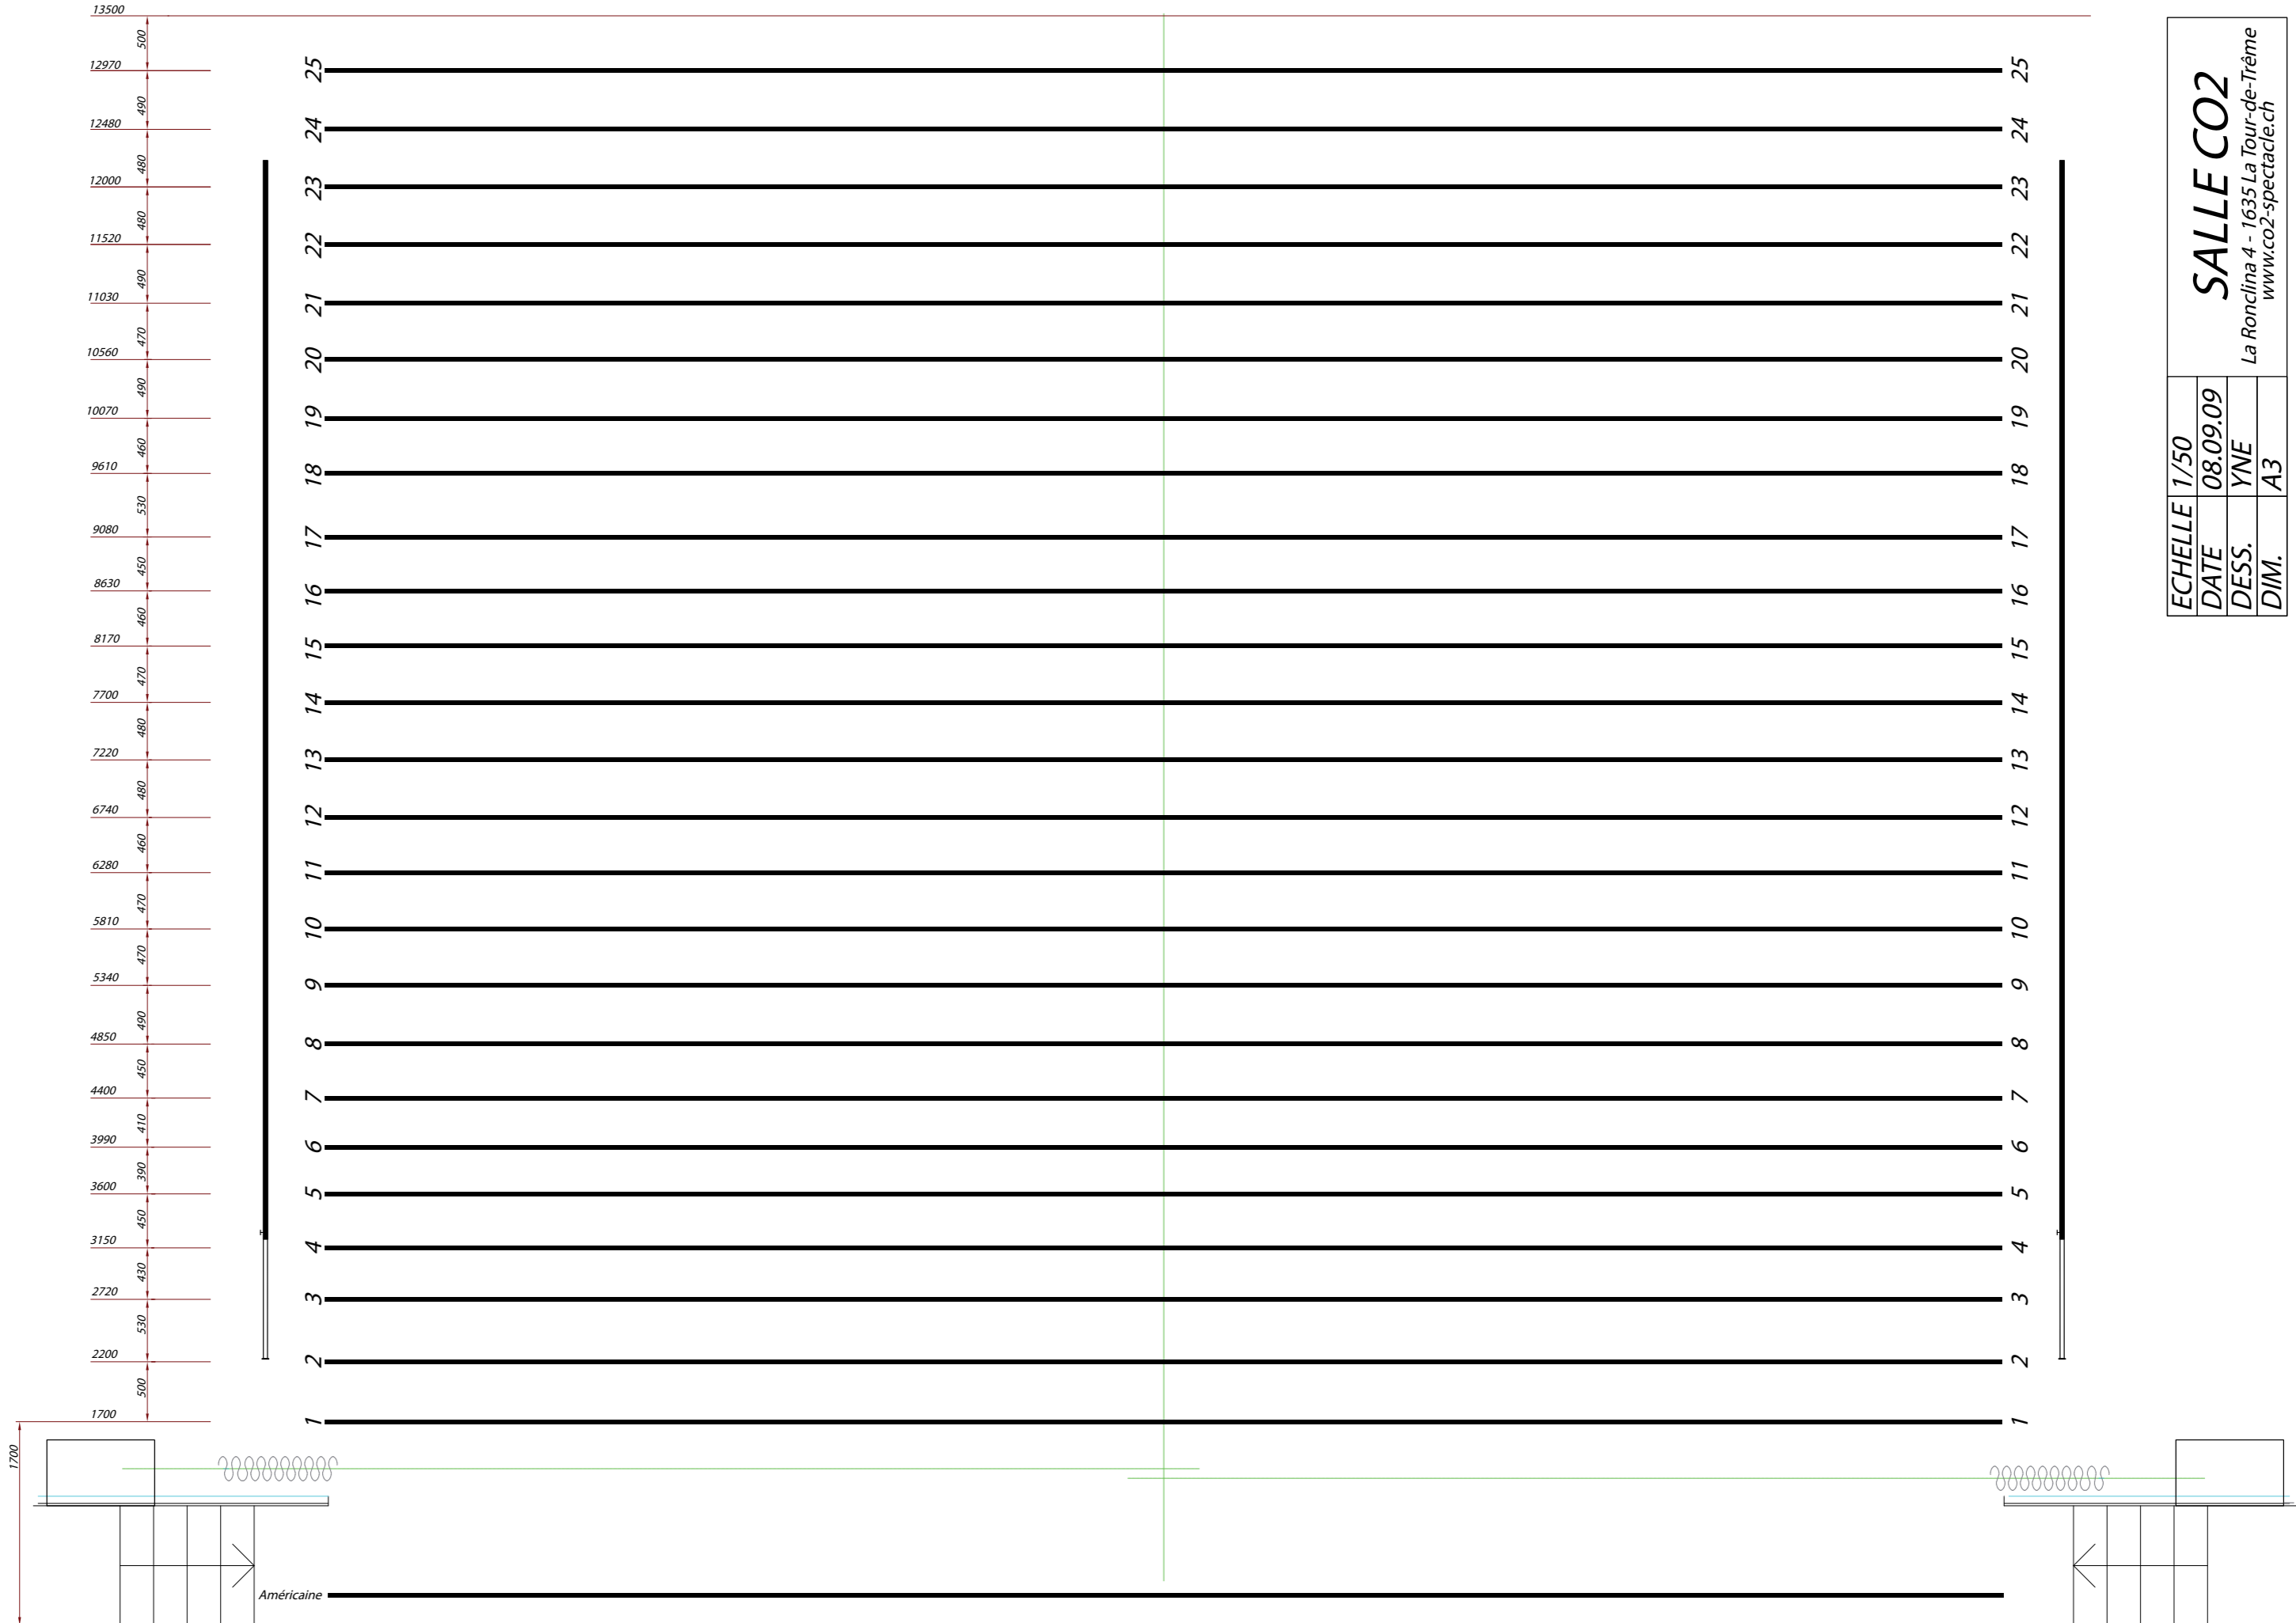 13500
500
12970 25 25
490
12480 24 24
480
12000 23 23
480
11520 22 22
490
11030 21 21
470
10560 20 20
490
10070 19 19
460
9610 18 18
530
9080 17 17
450
8630 16 16
460
8170 15 15
470
7700 14 14
480
7220 13 13
480
6740 12 12
460
6280 11 11
470
5810 10 10
470
5340 9 9
490
4850 8 8
450
4400 7 7
410
3990 6 6
390
3600 5 5
450
3150 4 4
430
2720 3 3
530
2200 2 2
500
1700 1 1
1700
Américaine
SALLE CO2
La Ronclina 4 - 1635 La Tour-de-Trême
www.co2-spectacle.ch
ECHELLE 1/50
DATE 08.09.09
DESS. YNE
DIM. A3